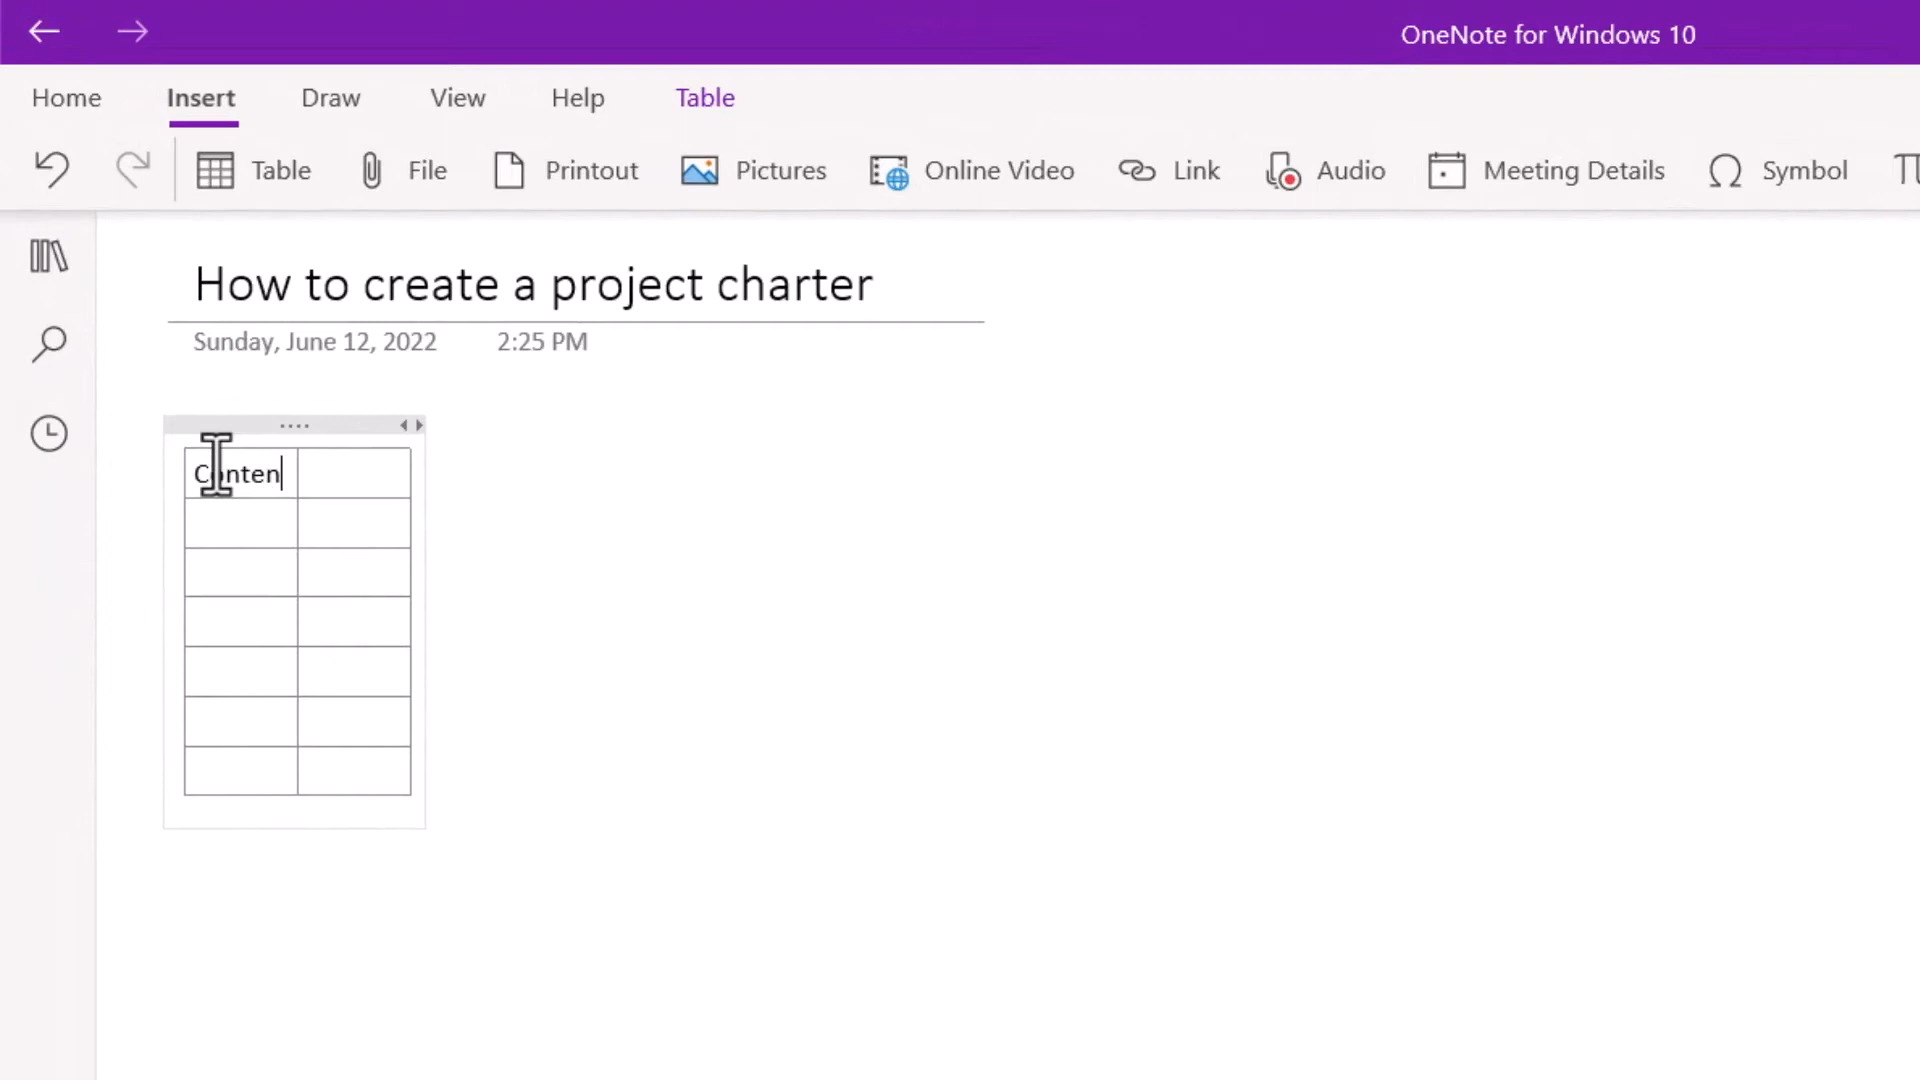 OneNote for Windows 10
Home Insert Draw View Help Table
Table File Printout Pictures Online Video Link Audio Meeting Details Symbol
How to create a project charter
Sunday, June 12, 2022 2:25 PM
Conten